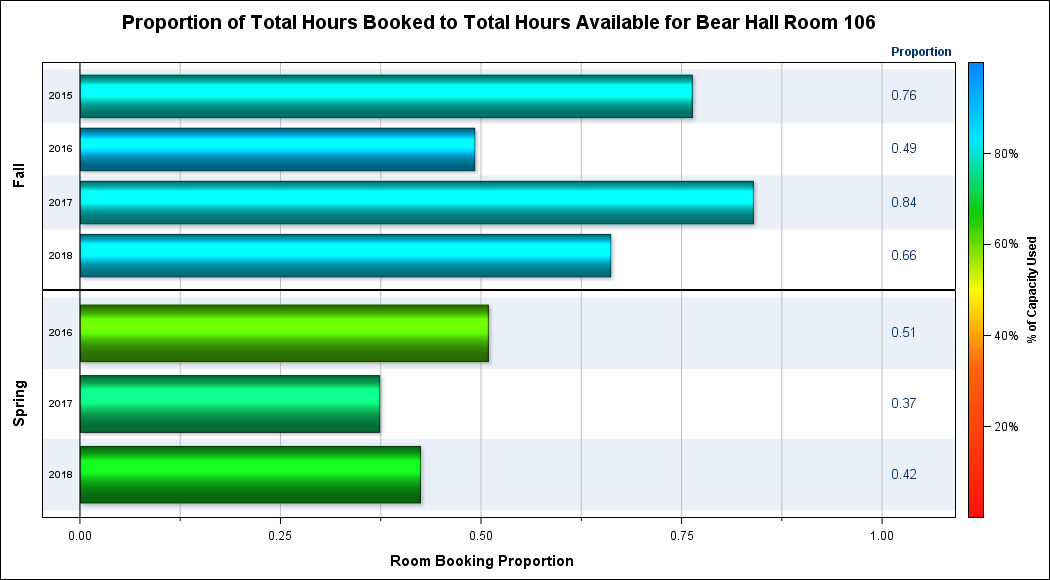 Proportion of Total Hours Booked to Total Hours Available for Bear Hall Room 106
Proportion
Fall
2015
0.76
2016
0.49
2017
0.84
2018
0.66
Spring
2016
0.51
2017
0.37
2018
0.42
0.00 0.25 0.50 0.75 1.00
Room Booking Proportion
80%
60%
40%
20%
% of Capacity Used